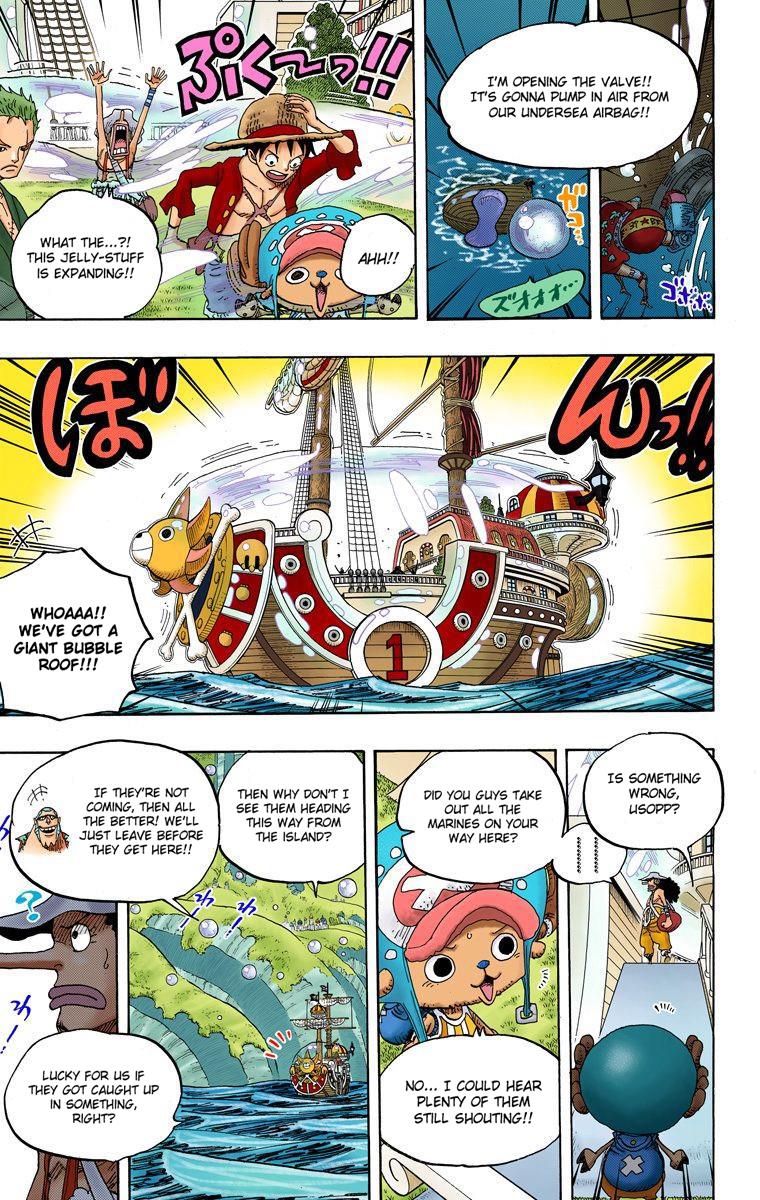 I'M OPENING THE VALVE!!
IT'S GONNA PUMP IN AIR FROM
OUR UNDERSEA AIRBAG!!
ガコ
ズオオオ…
ぷく〜っ!!
WHAT THE...?!
THIS JELLY-STUFF
IS EXPANDING!!
AHH!!
ぼんっ!!
WHOAAA!!
WE'VE GOT A
GIANT BUBBLE
ROOF!!!
1
IS SOMETHING
WRONG,
USOPP?
DID YOU GUYS TAKE
OUT ALL THE
MARINES ON YOUR
WAY HERE?
NO... I COULD HEAR
PLENTY OF THEM
STILL SHOUTING!!
THEN WHY DON'T I
SEE THEM HEADING
THIS WAY FROM
THE ISLAND?
IF THEY'RE NOT
COMING, THEN ALL
THE BETTER! WE'LL
JUST LEAVE BEFORE
THEY GET HERE!!
?
LUCKY FOR US IF
THEY GOT CAUGHT UP
IN SOMETHING,
RIGHT?